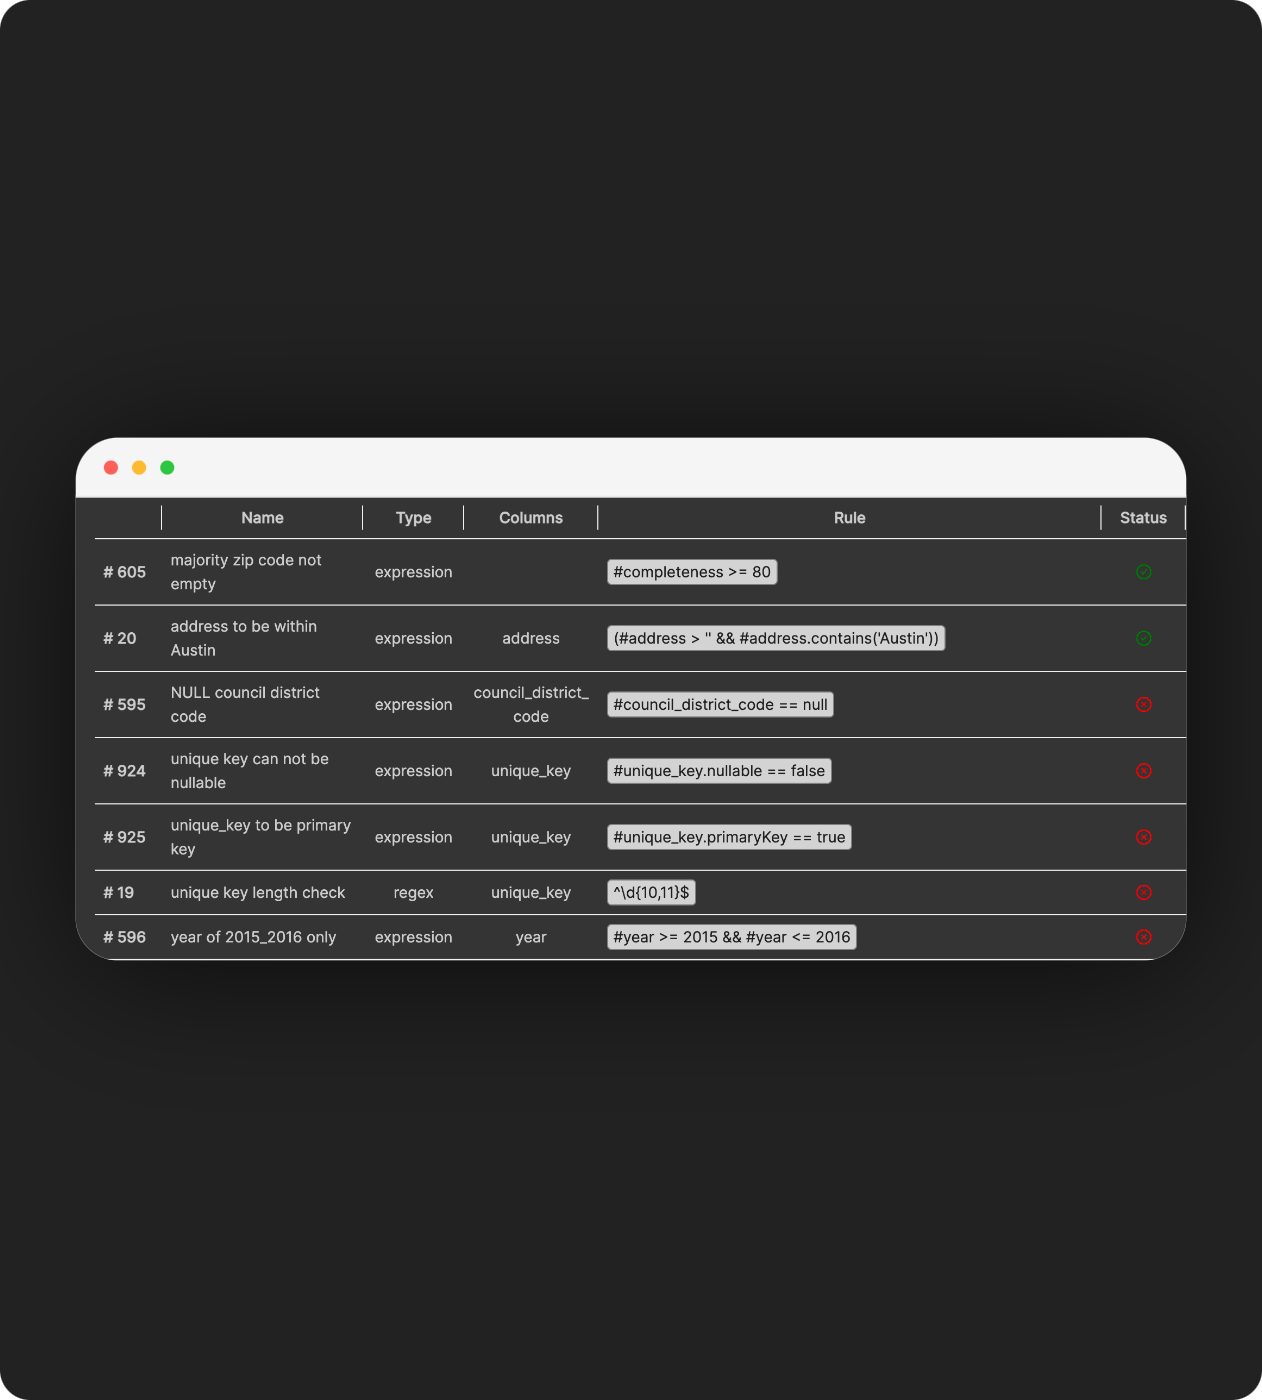 Name Type Columns Rule Status
# 605 majority zip code not expression #completeness >= 80
empty
# 20 address to be within expression address (#address > '' && #address.contains('Austin'))
Austin
# 595 NULL council district expression council_district_ #council_district_code == null
code code
# 924 unique key can not be expression unique_key #unique_key.nullable == false
nullable
# 925 unique_key to be primary expression unique_key #unique_key.primaryKey == true
key
# 19 unique key length check regex unique_key ^\d{10,11}$
# 596 year of 2015_2016 only expression year #year >= 2015 && #year <= 2016